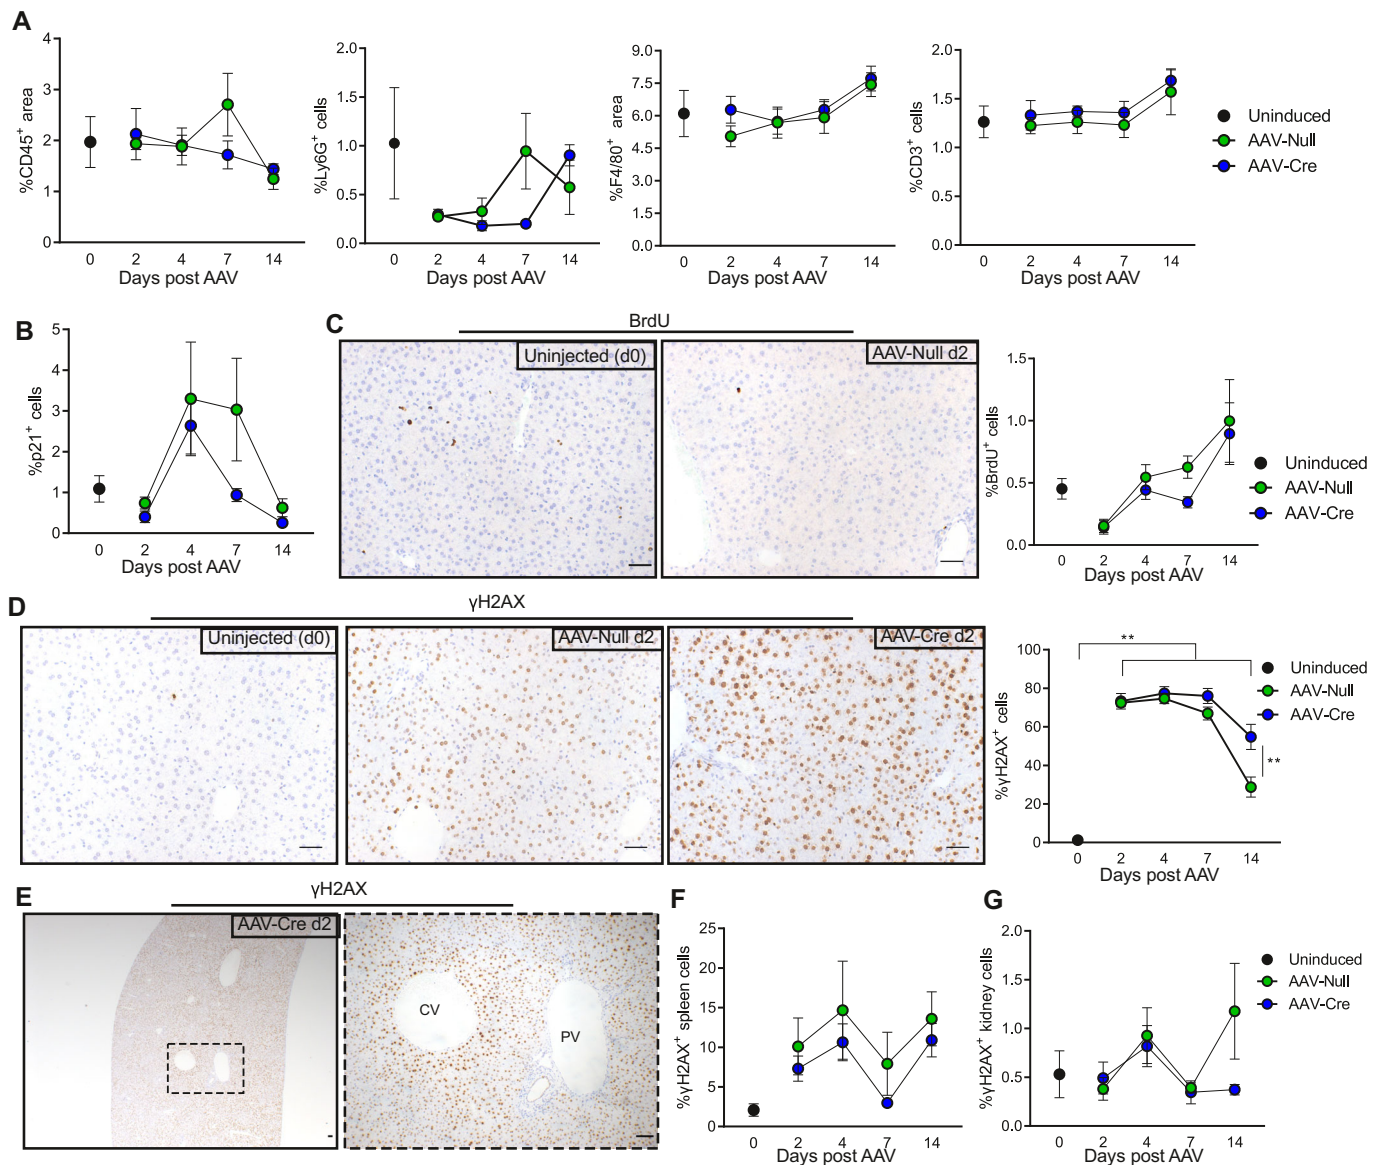 A
%CD45+ area
4
3
2
1
0
0 2 4 7 14
Days post AAV
%Ly6G+ cells
2.0
1.5
1.0
0.5
0.0
0 2 4 7 14
Days post AAV
%F4/80+ area
9.0
7.5
6.0
4.5
3.0
1.5
0.0
0 2 4 7 14
Days post AAV
%CD3+ cells
2.0
1.5
1.0
0.5
0.0
0 2 4 7 14
Days post AAV
Uninduced
AAV-Null
AAV-Cre
B
%p21+ cells
5
4
3
2
1
0
0 2 4 7 14
Days post AAV
C
BrdU
Uninjected (d0)
AAV-Null d2
%BrdU+ cells
1.5
1.0
0.5
0.0
0 2 4 7 14
Days post AAV
Uninduced
AAV-Null
AAV-Cre
D
γH2AX
Uninjected (d0)
AAV-Null d2
AAV-Cre d2
%γH2AX+ cells
100
80
60
40
20
0
**
**
0 2 4 7 14
Days post AAV
Uninduced
AAV-Null
AAV-Cre
E
γH2AX
AAV-Cre d2
CV
PV
F
%γH2AX+ spleen cells
25
20
15
10
5
0
0 2 4 7 14
Days post AAV
G
%γH2AX+ kidney cells
2.0
1.5
1.0
0.5
0.0
0 2 4 7 14
Days post AAV
Uninduced
AAV-Null
AAV-Cre